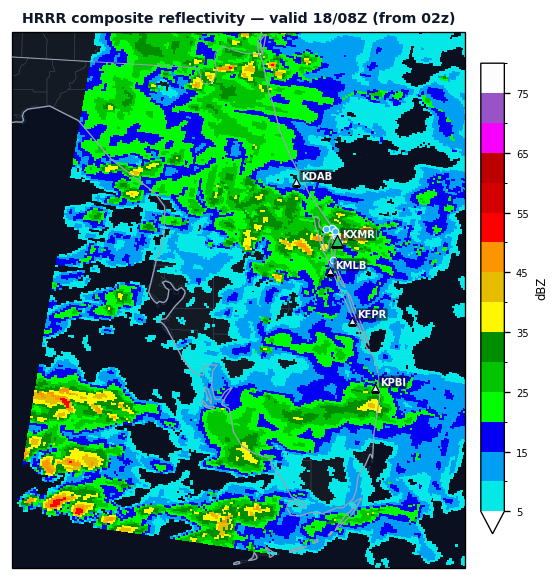 HRRR composite reflectivity — valid 18/08Z (from 02z)
KDAB
KXMR
KMLB
KFPR
KPBI
75
65
55
45
35
25
15
5
dBZ